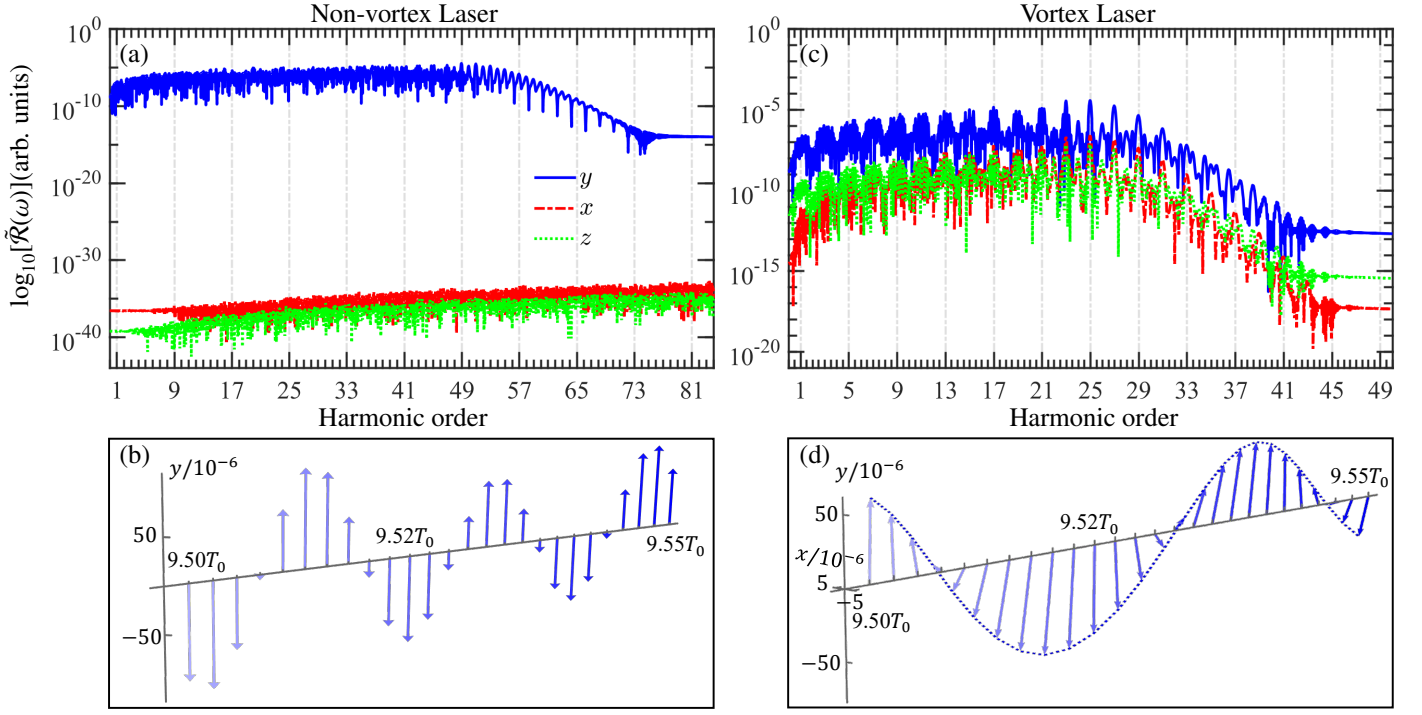 Non-vortex Laser
(a)
log₁₀[R̃(ω)](arb. units)
10⁰
10⁻¹⁰
10⁻²⁰
10⁻³⁰
10⁻⁴⁰
y
x
z
1 9 17 25 33 41 49 57 65 73 81
Harmonic order
Vortex Laser
(c)
10⁰
10⁻⁵
10⁻¹⁰
10⁻¹⁵
10⁻²⁰
1 5 9 13 17 21 25 29 33 37 41 45 49
Harmonic order
(b)
y/10⁻⁶
50
−50
9.50T₀
9.52T₀
9.55T₀
(d)
y/10⁻⁶
50
x/10⁻⁶
5
−5
−50
9.50T₀
9.52T₀
9.55T₀